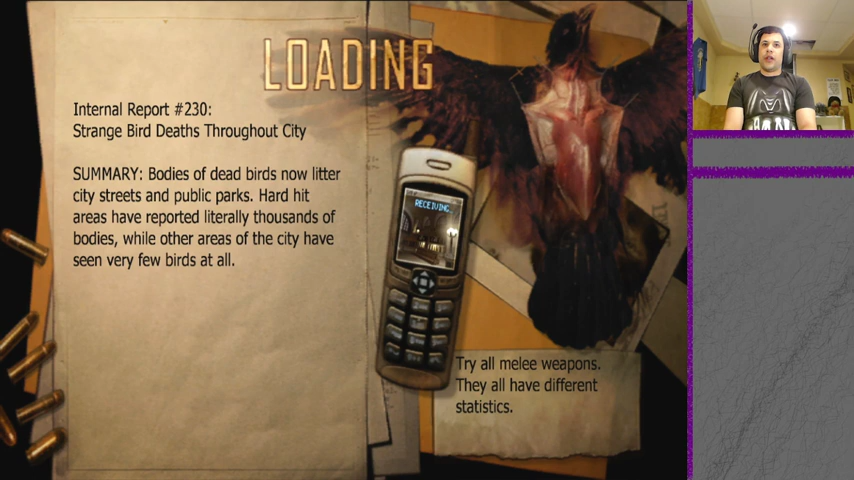 LOADING
Internal Report #230:
Strange Bird Deaths Throughout City
SUMMARY: Bodies of dead birds now litter
city streets and public parks. Hard hit
areas have reported literally thousands of
bodies, while other areas of the city have
seen very few birds at all.
RECEIVING
Try all melee weapons.
They all have different
statistics.